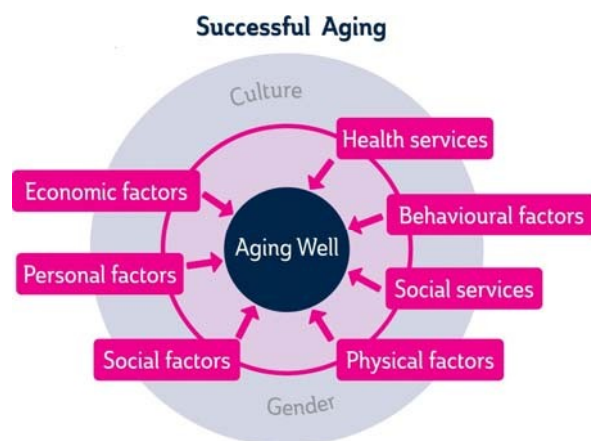 Successful Aging
Culture
Health services
Economic factors
Behavioural factors
Aging Well
Personal factors
Social services
Social factors
Physical factors
Gender